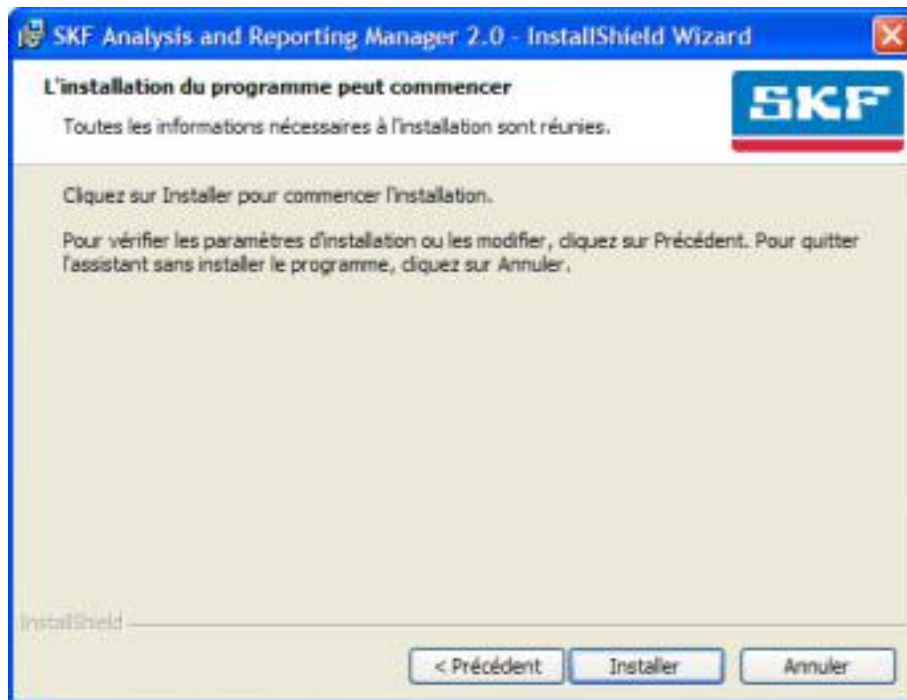 SKF Analysis and Reporting Manager 2.0 - InstallShield Wizard
L'installation du programme peut commencer
Toutes les informations nécessaires à l'installation sont réunies.
SKF
Cliquez sur Installer pour commencer l'installation.
Pour vérifier les paramètres d'installation ou les modifier, cliquez sur Précédent. Pour quitter
l'assistant sans installer le programme, cliquez sur Annuler.
InstallShield
< Précédent
Installer
Annuler